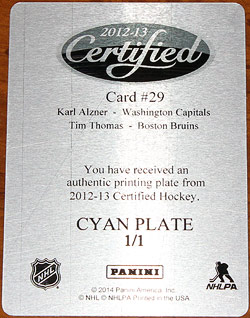 2012-13
Certified
Card #29
Karl Alzner - Washington Capitals
Tim Thomas - Boston Bruins
You have received an
authentic printing plate from
2012-13 Certified Hockey.
CYAN PLATE
1/1
NHL
PANINI
NHLPA
© 2014 Panini America, Inc.
© NHL © NHLPA Printed in the USA